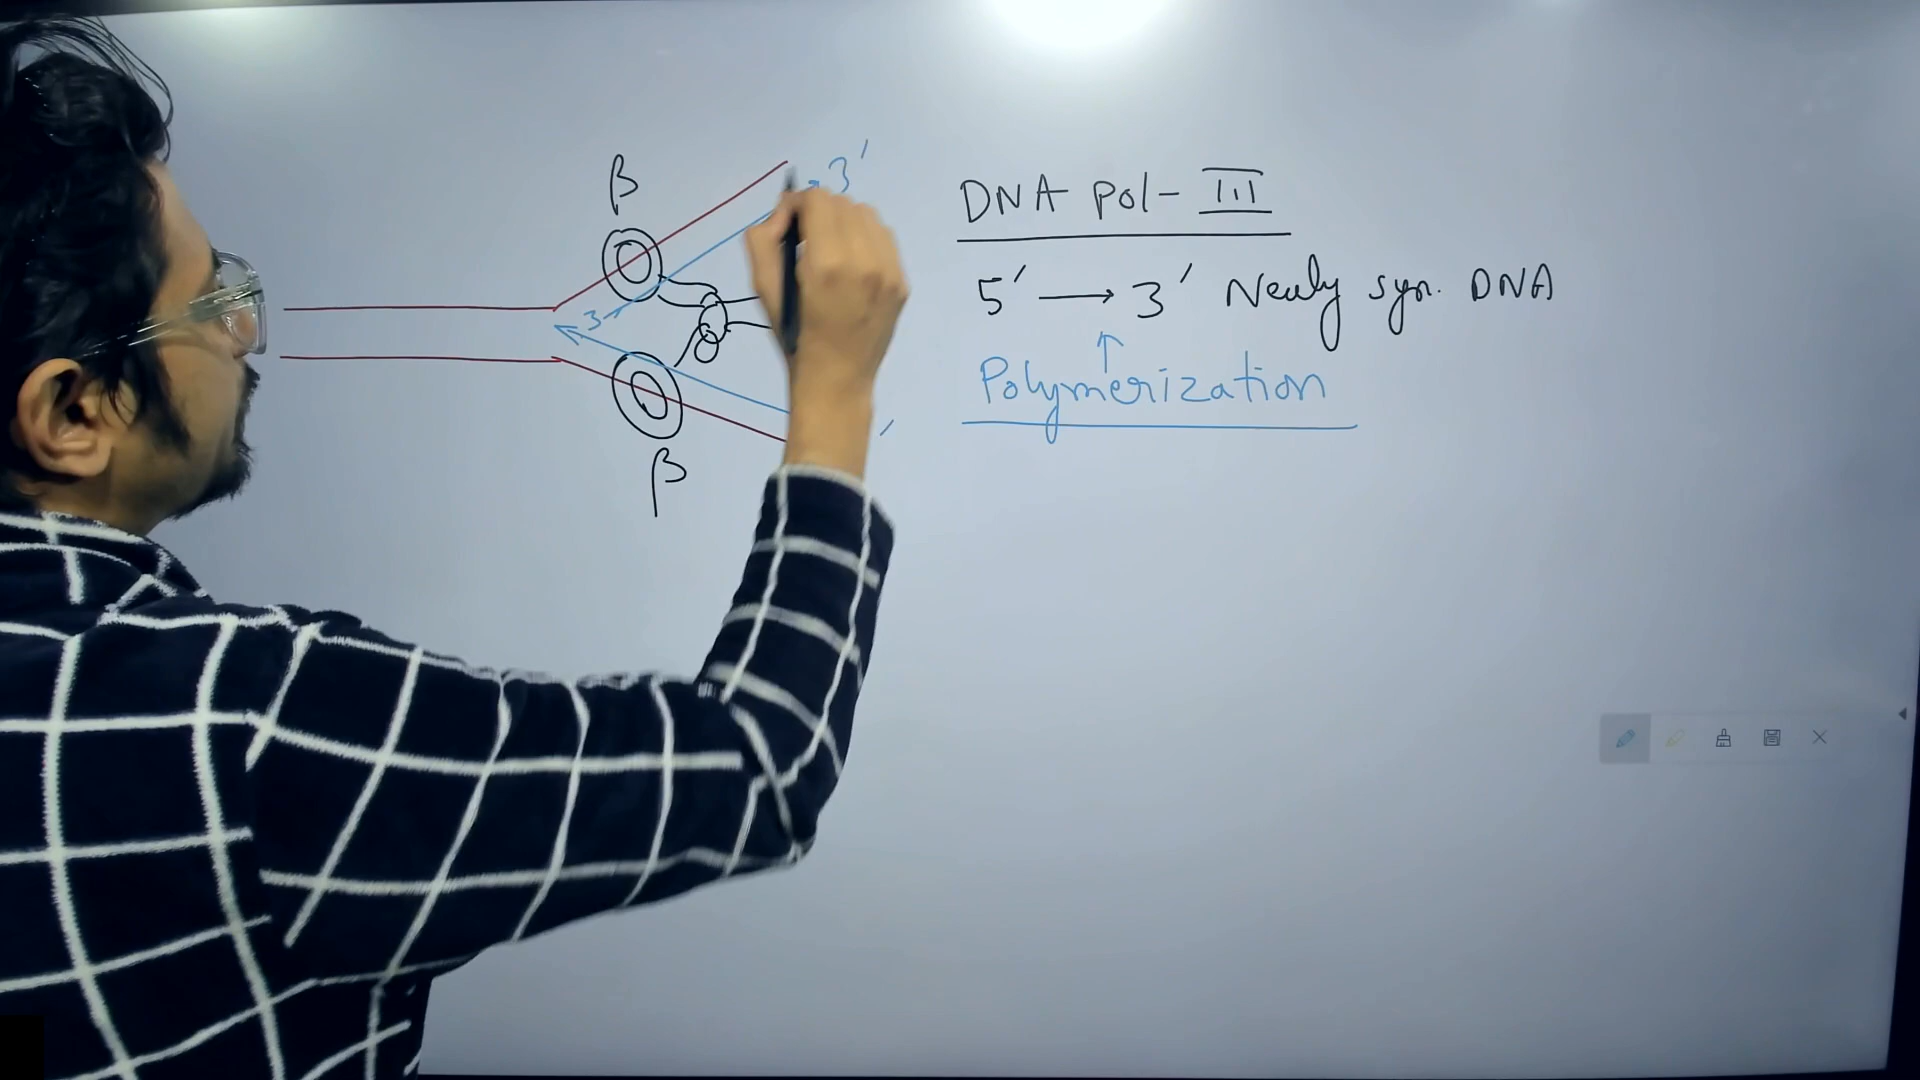 β
3′
3
β
DNA Pol- III
5′ → 3′ Newly syn. DNA
↑
Polymerization